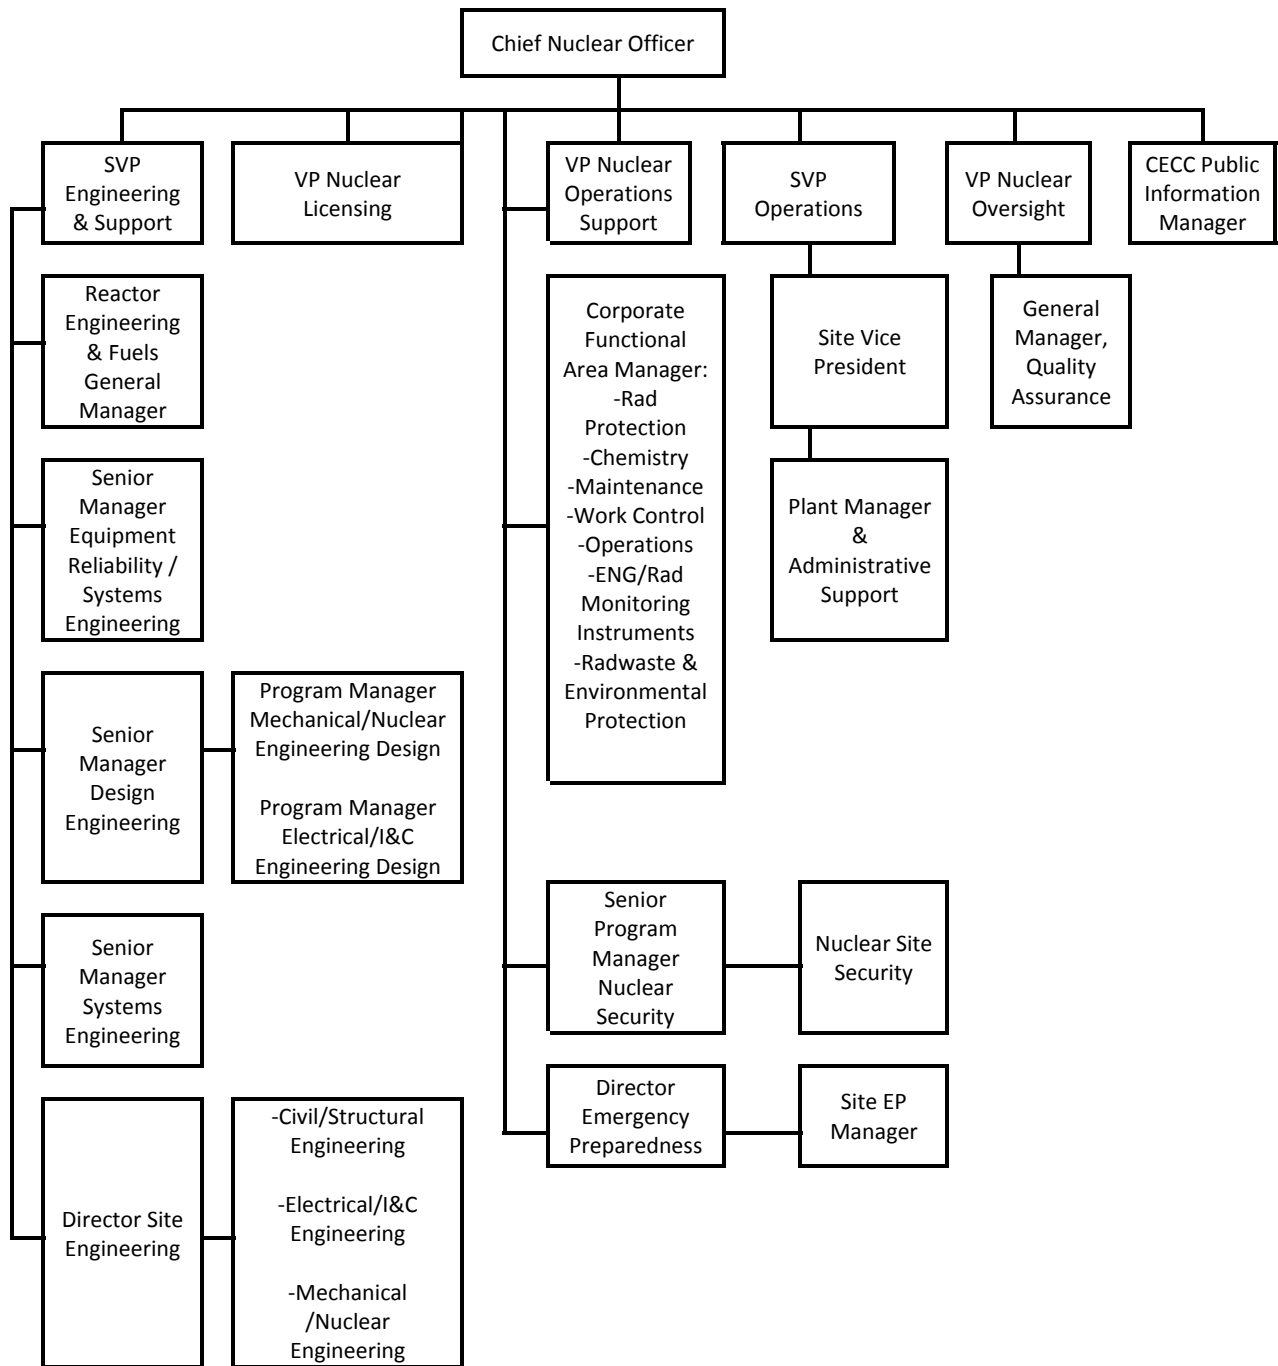 Chief Nuclear Officer
SVP
Engineering
& Support
VP Nuclear
Licensing
VP Nuclear
Operations
Support
SVP
Operations
VP Nuclear
Oversight
CECC Public
Information
Manager
Reactor
Engineering
& Fuels
General
Manager
Corporate
Functional
Area Manager:
-Rad
Protection
-Chemistry
-Maintenance
-Work Control
-Operations
-ENG/Rad
Monitoring
Instruments
-Radwaste &
Environmental
Protection
Site Vice
President
General
Manager,
Quality
Assurance
Senior
Manager
Equipment
Reliability /
Systems
Engineering
Plant Manager
&
Administrative
Support
Senior
Manager
Design
Engineering
Program Manager
Mechanical/Nuclear
Engineering Design
Program Manager
Electrical/I&C
Engineering Design
Senior
Manager
Systems
Engineering
Senior
Program
Manager
Nuclear
Security
Nuclear Site
Security
Director
Emergency
Preparedness
Site EP
Manager
Director Site
Engineering
-Civil/Structural
Engineering
-Electrical/I&C
Engineering
-Mechanical
/Nuclear
Engineering